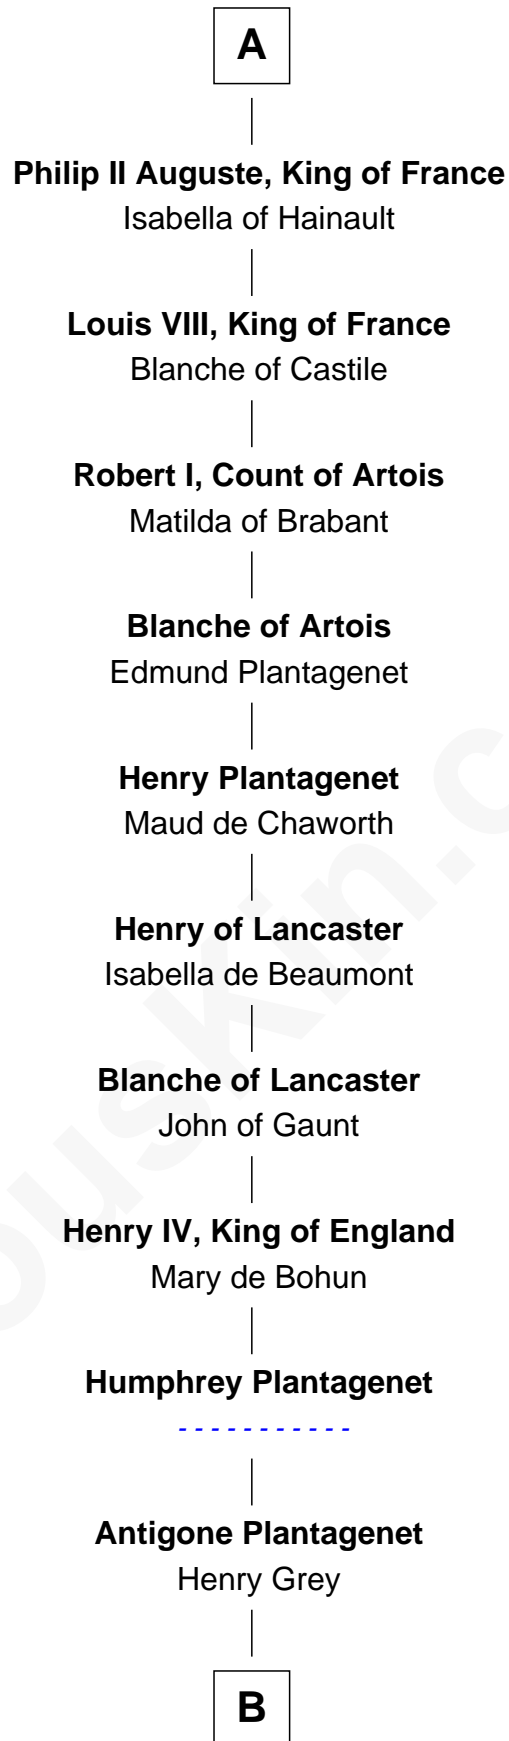 A
Philip II Auguste, King of France
Isabella of Hainault
Louis VIII, King of France
Blanche of Castile
Robert I, Count of Artois
Matilda of Brabant
Blanche of Artois
Edmund Plantagenet
Henry Plantagenet
Maud de Chaworth
Henry of Lancaster
Isabella de Beaumont
Blanche of Lancaster
John of Gaunt
Henry IV, King of England
Mary de Bohun
Humphrey Plantagenet
- - - - - - - - - - -
Antigone Plantagenet
Henry Grey
B